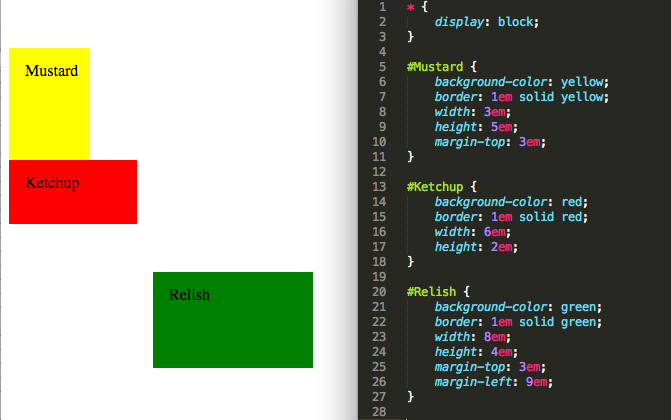 Mustard
Ketchup
Relish
1 * {
2 display: block;
3 }
4
5 #Mustard {
6 background-color: yellow;
7 border: 1em solid yellow;
8 width: 3em;
9 height: 5em;
10 margin-top: 3em;
11 }
12
13 #Ketchup {
14 background-color: red;
15 border: 1em solid red;
16 width: 6em;
17 height: 2em;
18 }
19
20 #Relish {
21 background-color: green;
22 border: 1em solid green;
23 width: 8em;
24 height: 4em;
25 margin-top: 3em;
26 margin-left: 9em;
27 }
28